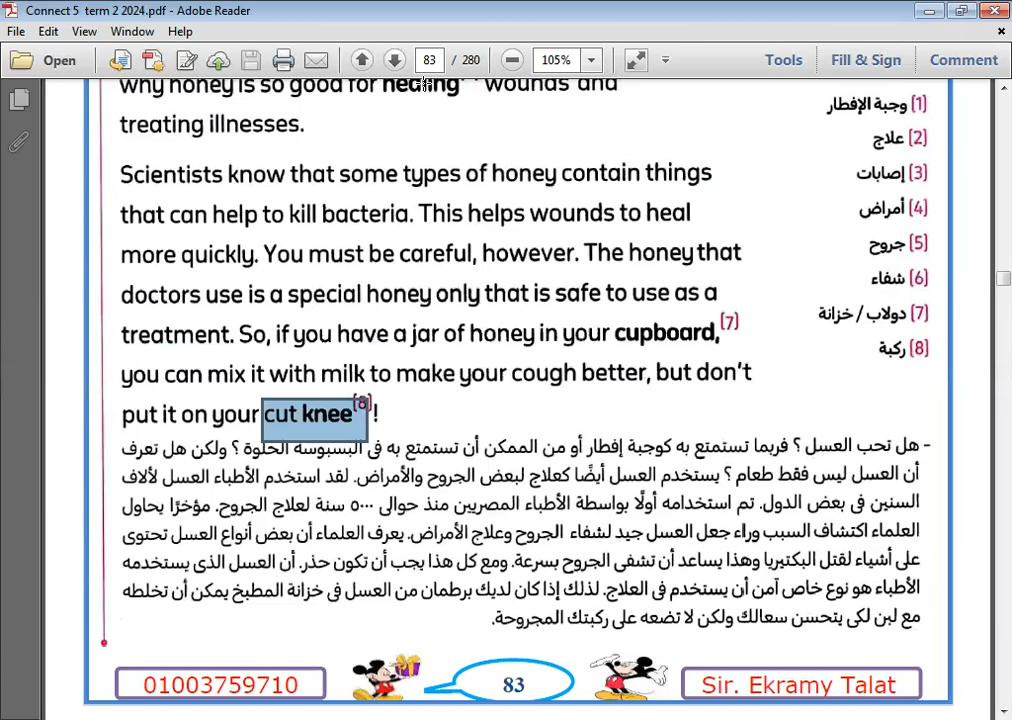 Connect 5 term 2 2024.pdf - Adobe Reader
File Edit View Window Help
Open 83 / 280 105% Tools Fill & Sign Comment
why honey is so good for healing wounds and
treating illnesses.
Scientists know that some types of honey contain things
that can help to kill bacteria. This helps wounds to heal
more quickly. You must be careful, however. The honey that
doctors use is a special honey only that is safe to use as a
treatment. So, if you have a jar of honey in your cupboard,(7)
you can mix it with milk to make your cough better, but don't
put it on your cut knee(8)!
(1) وجبة الإفطار
(2) علاج
(3) إصابات
(4) أمراض
(5) جروح
(6) شفاء
(7) دولاب / خزانة
(8) ركبة
- هل تحب العسل ؟ فربما تستمتع به كوجبة إفطار أو من الممكن أن تستمتع به فى البسبوسة الحلوة ؟ ولكن هل تعرف
أن العسل ليس فقط طعام ؟ يستخدم العسل أيضًا كعلاج لبعض الجروح والأمراض. لقد استخدم الأطباء العسل لألاف
السنين فى بعض الدول. تم استخدامه أولًا بواسطة الأطباء المصريين منذ حوالى ٥٠٠٠ سنة لعلاج الجروح. مؤخرًا يحاول
العلماء اكتشاف السبب وراء جعل العسل جيد لشفاء الجروح وعلاج الأمراض. يعرف العلماء أن بعض أنواع العسل تحتوى
على أشياء لقتل البكتيريا وهذا يساعد أن تشفى الجروح بسرعة. ومع كل هذا يجب أن تكون حذر. أن العسل الذى يستخدمه
الأطباء هو نوع خاص آمن أن يستخدم فى العلاج. لذلك إذا كان لديك برطمان من العسل فى خزانة المطبخ يمكن أن تخلطه
مع لبن لكى يتحسن سعالك ولكن لا تضعه على ركبتك المجروحة.
01003759710
83
Sir. Ekramy Talat